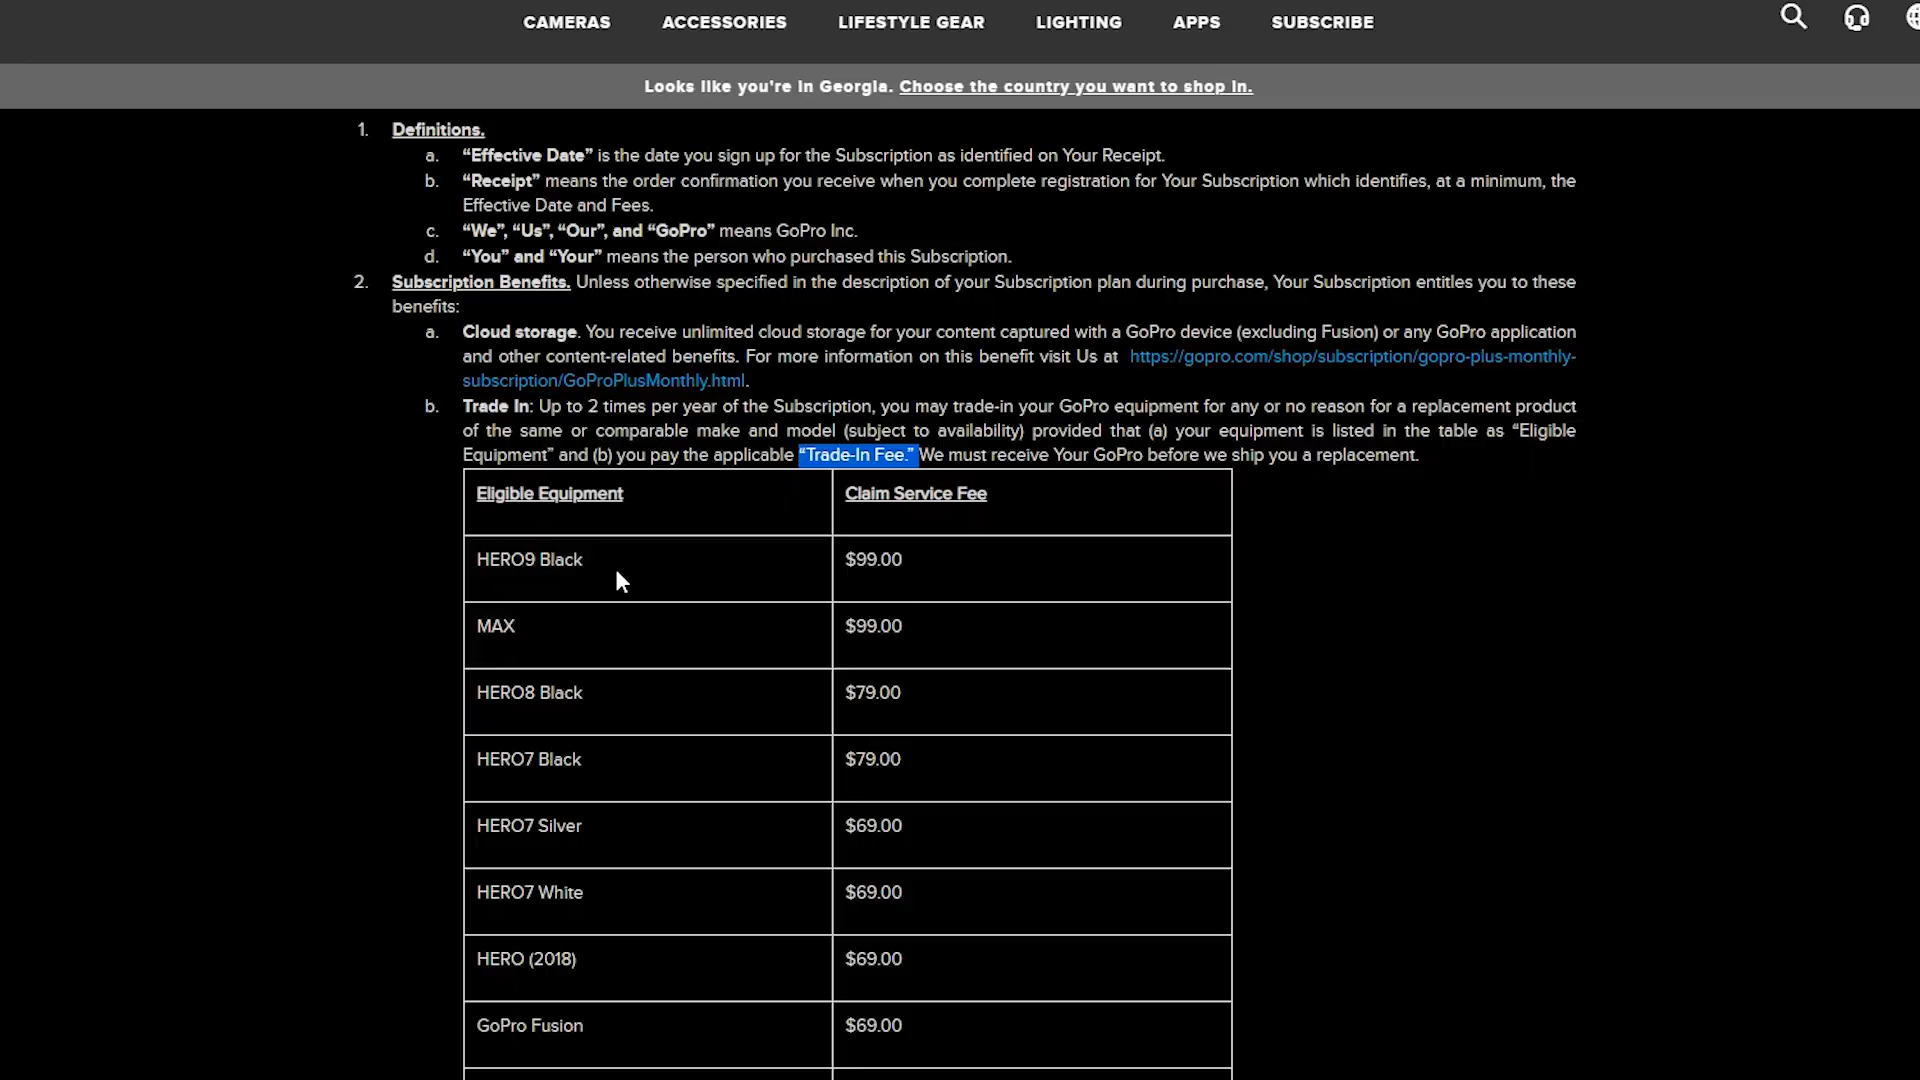 CAMERAS ACCESSORIES LIFESTYLE GEAR LIGHTING APPS SUBSCRIBE
Looks like you're in Georgia. Choose the country you want to shop in.
1. Definitions.
a. “Effective Date” is the date you sign up for the Subscription as identified on Your Receipt.
b. “Receipt” means the order confirmation you receive when you complete registration for Your Subscription which identifies, at a minimum, the
Effective Date and Fees.
c. “We”, “Us”, “Our”, and “GoPro” means GoPro Inc.
d. “You” and “Your” means the person who purchased this Subscription.
2. Subscription Benefits. Unless otherwise specified in the description of your Subscription plan during purchase, Your Subscription entitles you to these
benefits:
a. Cloud storage. You receive unlimited cloud storage for your content captured with a GoPro device (excluding Fusion) or any GoPro application
and other content-related benefits. For more information on this benefit visit Us at https://gopro.com/shop/subscription/gopro-plus-monthly-
subscription/GoProPlusMonthly.html.
b. Trade In: Up to 2 times per year of the Subscription, you may trade-in your GoPro equipment for any or no reason for a replacement product
of the same or comparable make and model (subject to availability) provided that (a) your equipment is listed in the table as “Eligible
Equipment” and (b) you pay the applicable “Trade-In Fee.” We must receive Your GoPro before we ship you a replacement.
Eligible Equipment Claim Service Fee
HERO9 Black $99.00
MAX $99.00
HERO8 Black $79.00
HERO7 Black $79.00
HERO7 Silver $69.00
HERO7 White $69.00
HERO (2018) $69.00
GoPro Fusion $69.00